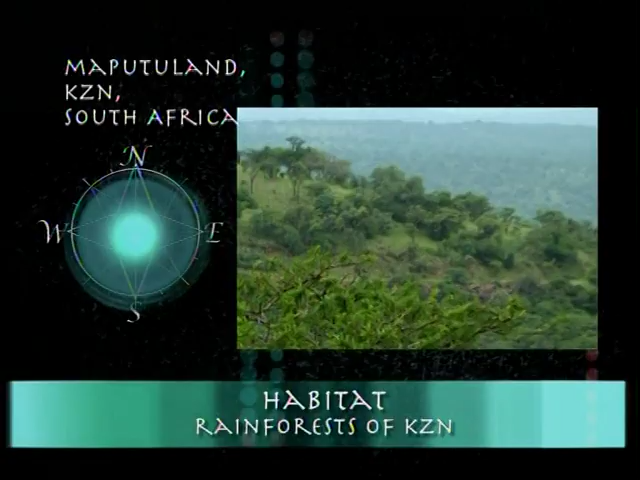 MAPUTULAND,
KZN,
SOUTH AFRICA
N
W
E
S
HABITAT
RAINFORESTS OF KZN